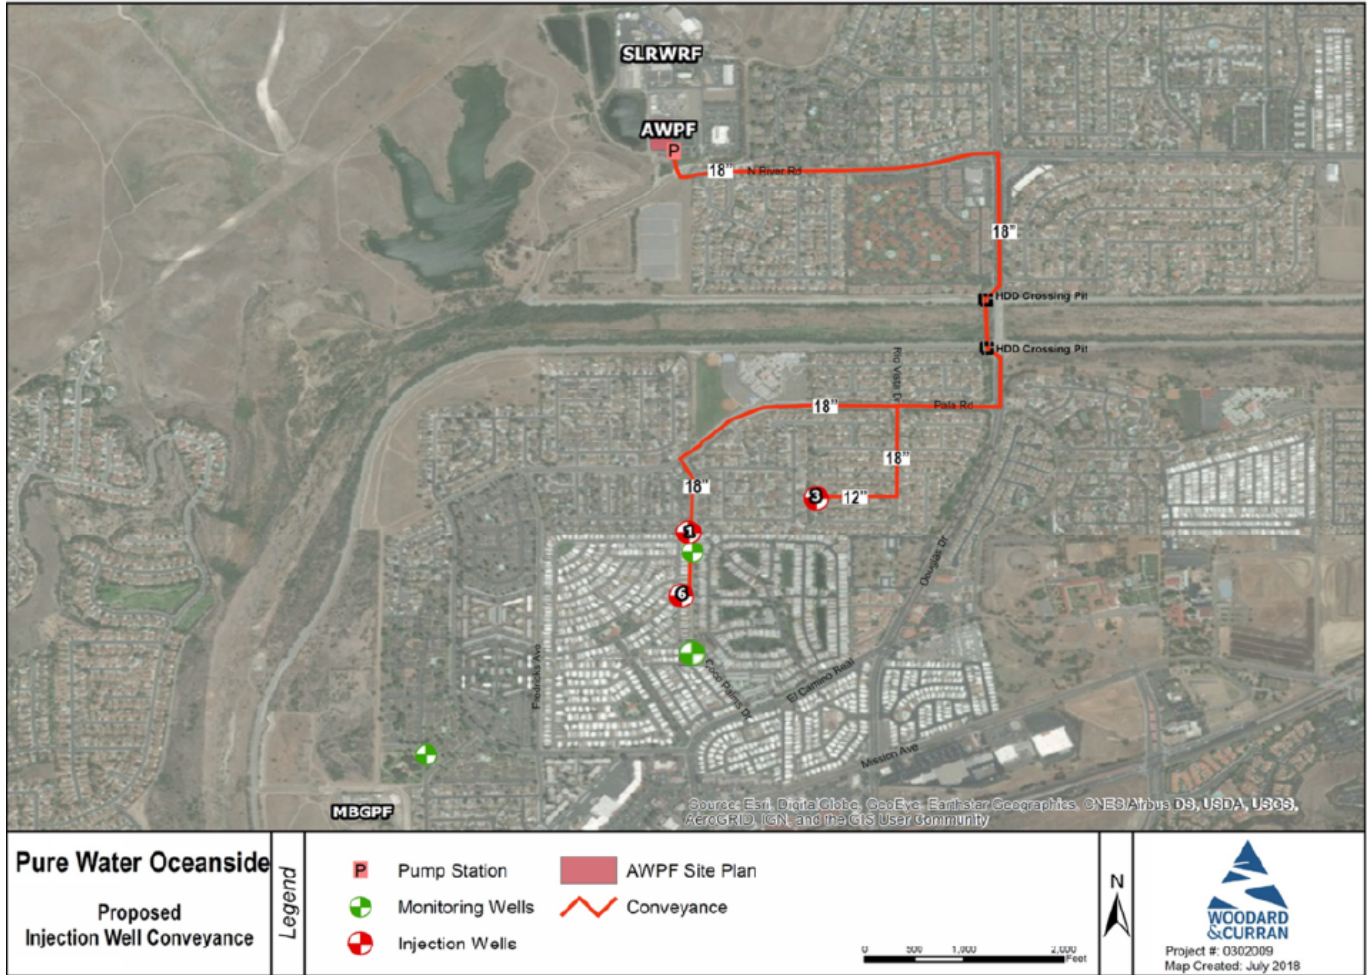 SLRWRF
AWPF
P
18"
N River Rd
18"
HDD Crossing Pit
HDD Crossing Pit
Rio Vista Dr
18"
Pala Rd
18"
18"
12"
3
1
6
Douglas Dr
Fredricks Ave
Coco Palms Dr
El Camino Real
Mission Ave
MBGPF
Source: Esri, DigitalGlobe, GeoEye, Earthstar Geographics, CNES/Airbus DS, USDA, USGS,
AeroGRID, IGN, and the GIS User Community
Pure Water Oceanside
Proposed
Injection Well Conveyance
Legend
P Pump Station
AWPF Site Plan
Monitoring Wells
Conveyance
Injection Wells
0 500 1,000 2,000
Feet
N
WOODARD
&CURRAN
Project #: 0302009
Map Created: July 2018